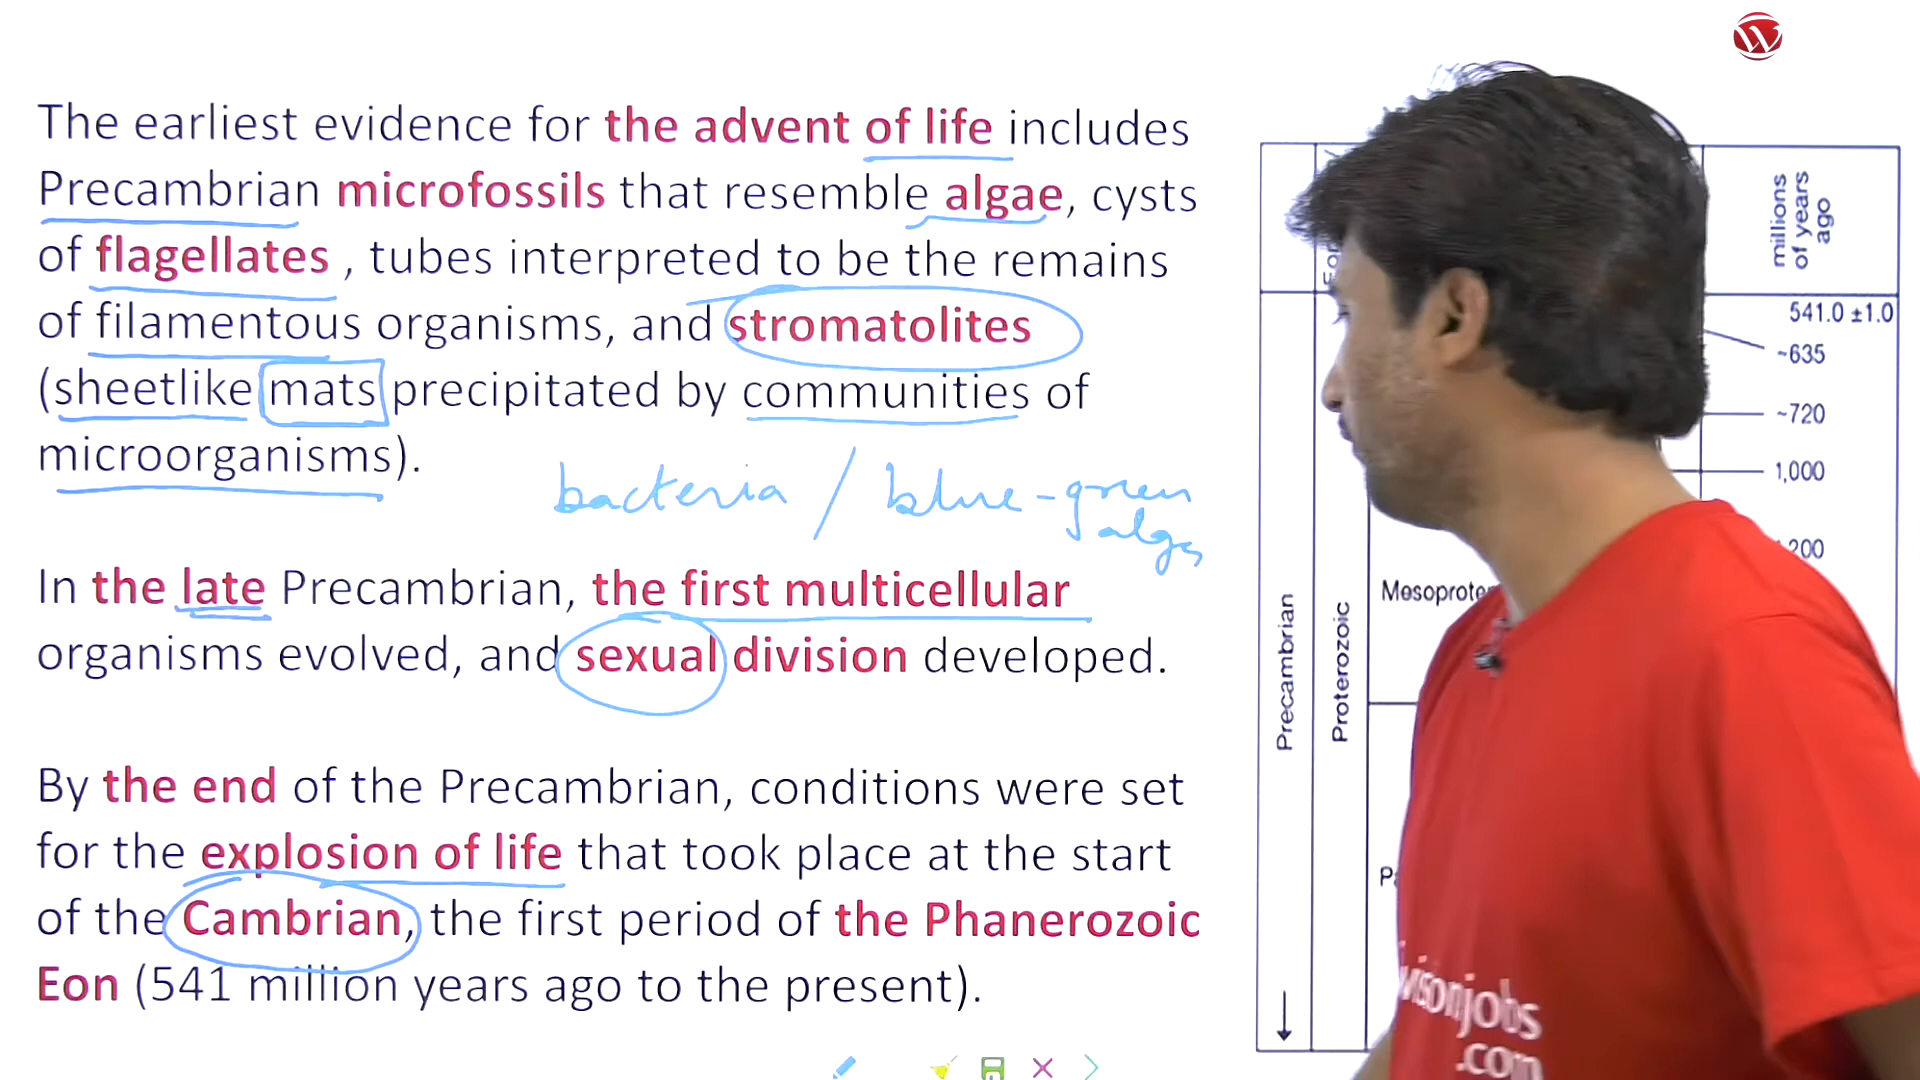 The earliest evidence for the advent of life includes
Precambrian microfossils that resemble algae, cysts
of flagellates , tubes interpreted to be the remains
of filamentous organisms, and stromatolites
(sheetlike mats precipitated by communities of
microorganisms).
bacteria / blue-green
In the late Precambrian, the first multicellular
organisms evolved, and sexual division developed.
By the end of the Precambrian, conditions were set
for the explosion of life that took place at the start
of the Cambrian, the first period of the Phanerozoic
Eon (541 million years ago to the present).
millions
of years
ago
541.0 ±1.0
~635
~720
1,000
200
Precambrian
Proterozoic
Mesoprote
visonjobs
.com